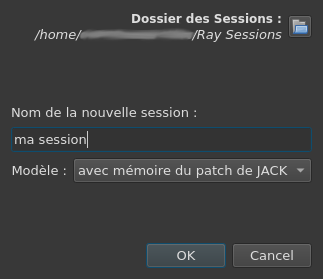 Dossier des Sessions :
/home/ /Ray Sessions
Nom de la nouvelle session :
ma session
Modèle : avec mémoire du patch de JACK
OK Cancel